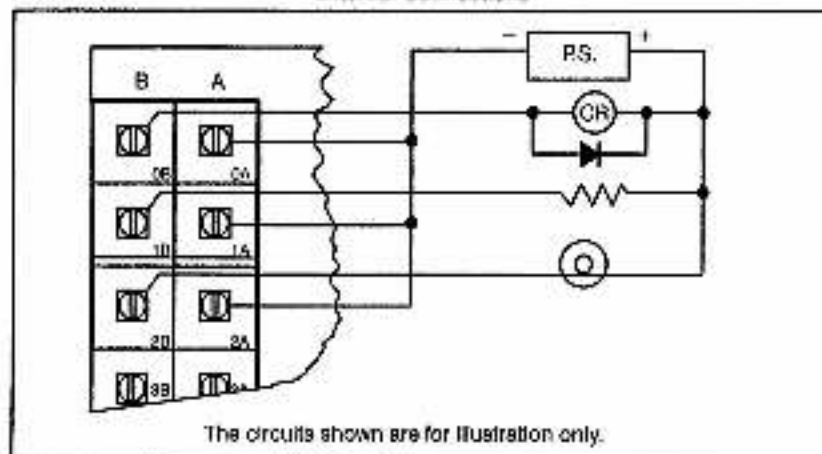 − P.S. +
B A
CR
0B 0A
1B 1A
2B 2A
3B
The circuits shown are for illustration only.